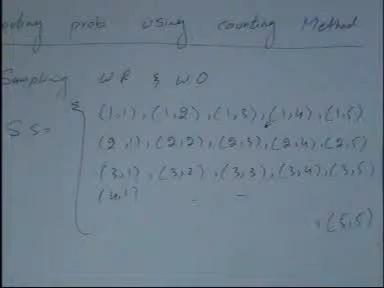 prob using counting Method
Sampling WR & WO
SS = { (1,1), (1,2), (1,3), (1,4), (1,5)
(2,1), (2,2), (2,3), (2,4), (2,5)
(3,1), (3,2), (3,3), (3,4), (3,5)
(4,1) - -
, (5,5)